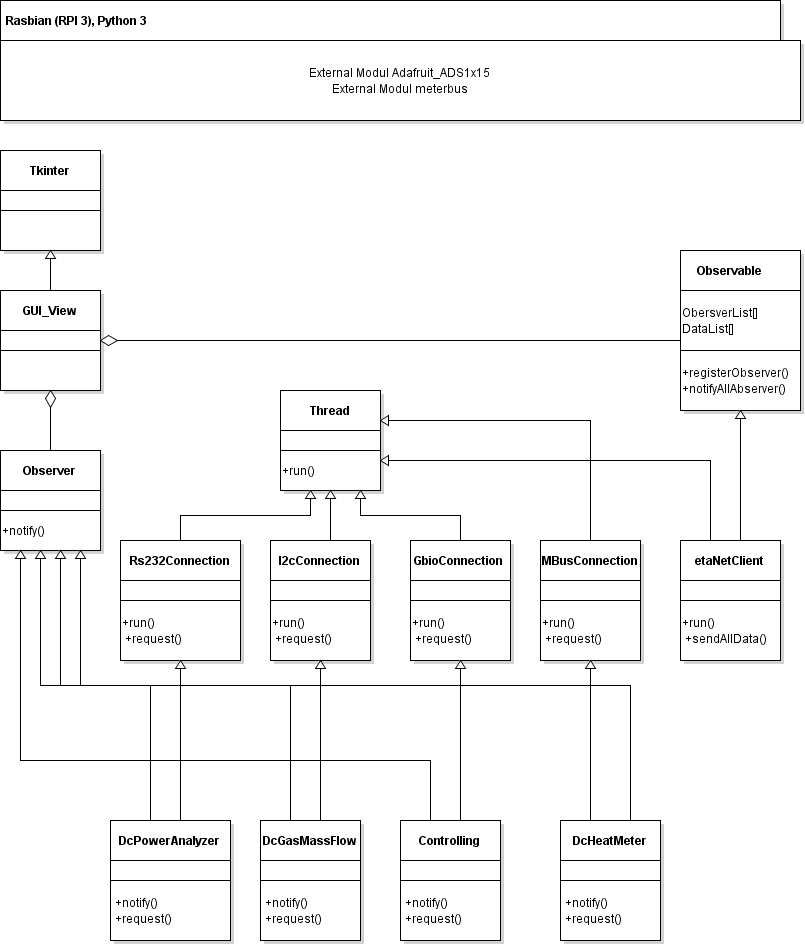 Rasbian (RPI 3), Python 3
External Modul Adafruit_ADS1x15
External Modul meterbus
Tkinter
GUI_View
Observable
ObersverList[]
DataList[]
+registerObserver()
+notifyAllAbserver()
Thread
+run()
Observer
+notify()
Rs232Connection
+run()
+request()
I2cConnection
+run()
+request()
GbioConnection
+run()
+request()
MBusConnection
+run()
+request()
etaNetClient
+run()
+sendAllData()
DcPowerAnalyzer
+notify()
+request()
DcGasMassFlow
+notify()
+request()
Controlling
+notify()
+request()
DcHeatMeter
+notify()
+request()